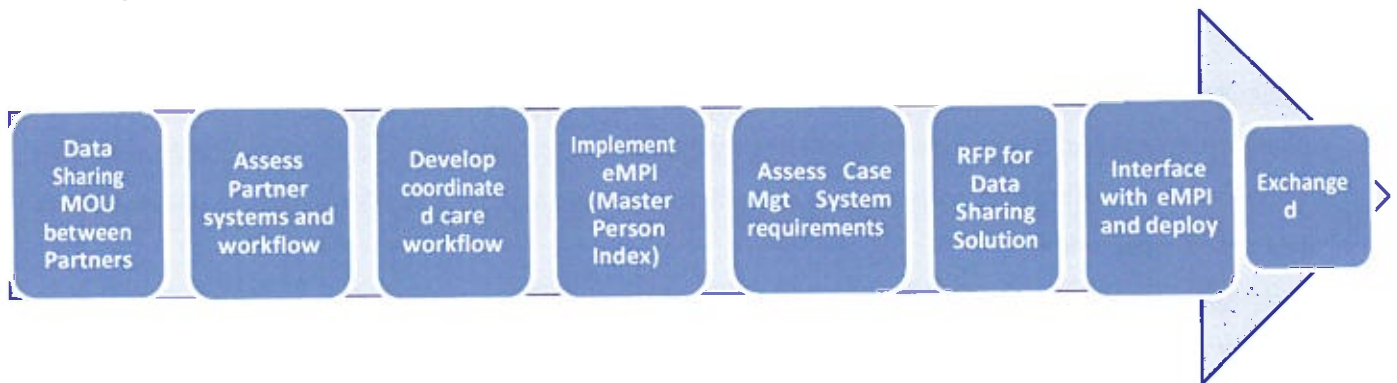 Data
Sharing
MOU
between
Partners
Assess
Partner
systems and
workflow
Develop
coordinate
d care
workflow
Implement
eMPI
(Master
Person
Index)
Assess Case
Mgt System
requirements
RFP for
Data
Sharing
Solution
Interface
with eMPI
and deploy
Exchange
d